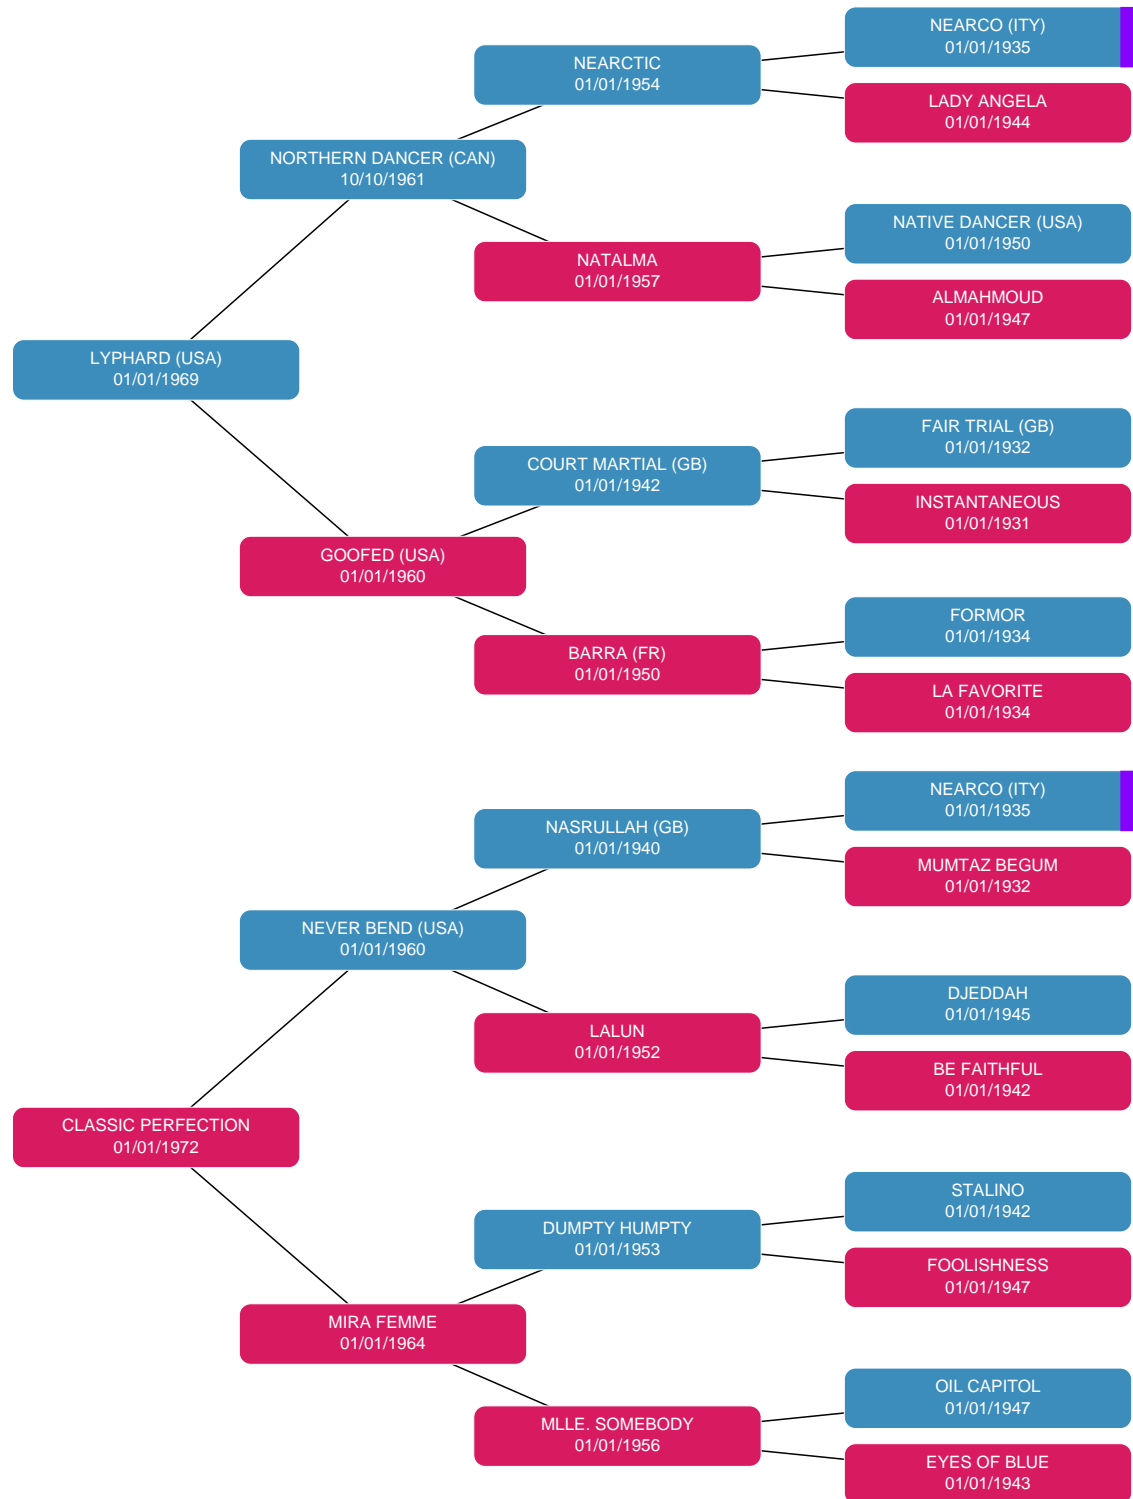 NEARCO (ITY)
01/01/1935
NEARCTIC
01/01/1954
LADY ANGELA
01/01/1944
NORTHERN DANCER (CAN)
10/10/1961
NATIVE DANCER (USA)
01/01/1950
NATALMA
01/01/1957
ALMAHMOUD
01/01/1947
LYPHARD (USA)
01/01/1969
FAIR TRIAL (GB)
01/01/1932
COURT MARTIAL (GB)
01/01/1942
INSTANTANEOUS
01/01/1931
GOOFED (USA)
01/01/1960
FORMOR
01/01/1934
BARRA (FR)
01/01/1950
LA FAVORITE
01/01/1934
NEARCO (ITY)
01/01/1935
NASRULLAH (GB)
01/01/1940
MUMTAZ BEGUM
01/01/1932
NEVER BEND (USA)
01/01/1960
DJEDDAH
01/01/1945
LALUN
01/01/1952
BE FAITHFUL
01/01/1942
CLASSIC PERFECTION
01/01/1972
STALINO
01/01/1942
DUMPTY HUMPTY
01/01/1953
FOOLISHNESS
01/01/1947
MIRA FEMME
01/01/1964
OIL CAPITOL
01/01/1947
MLLE. SOMEBODY
01/01/1956
EYES OF BLUE
01/01/1943